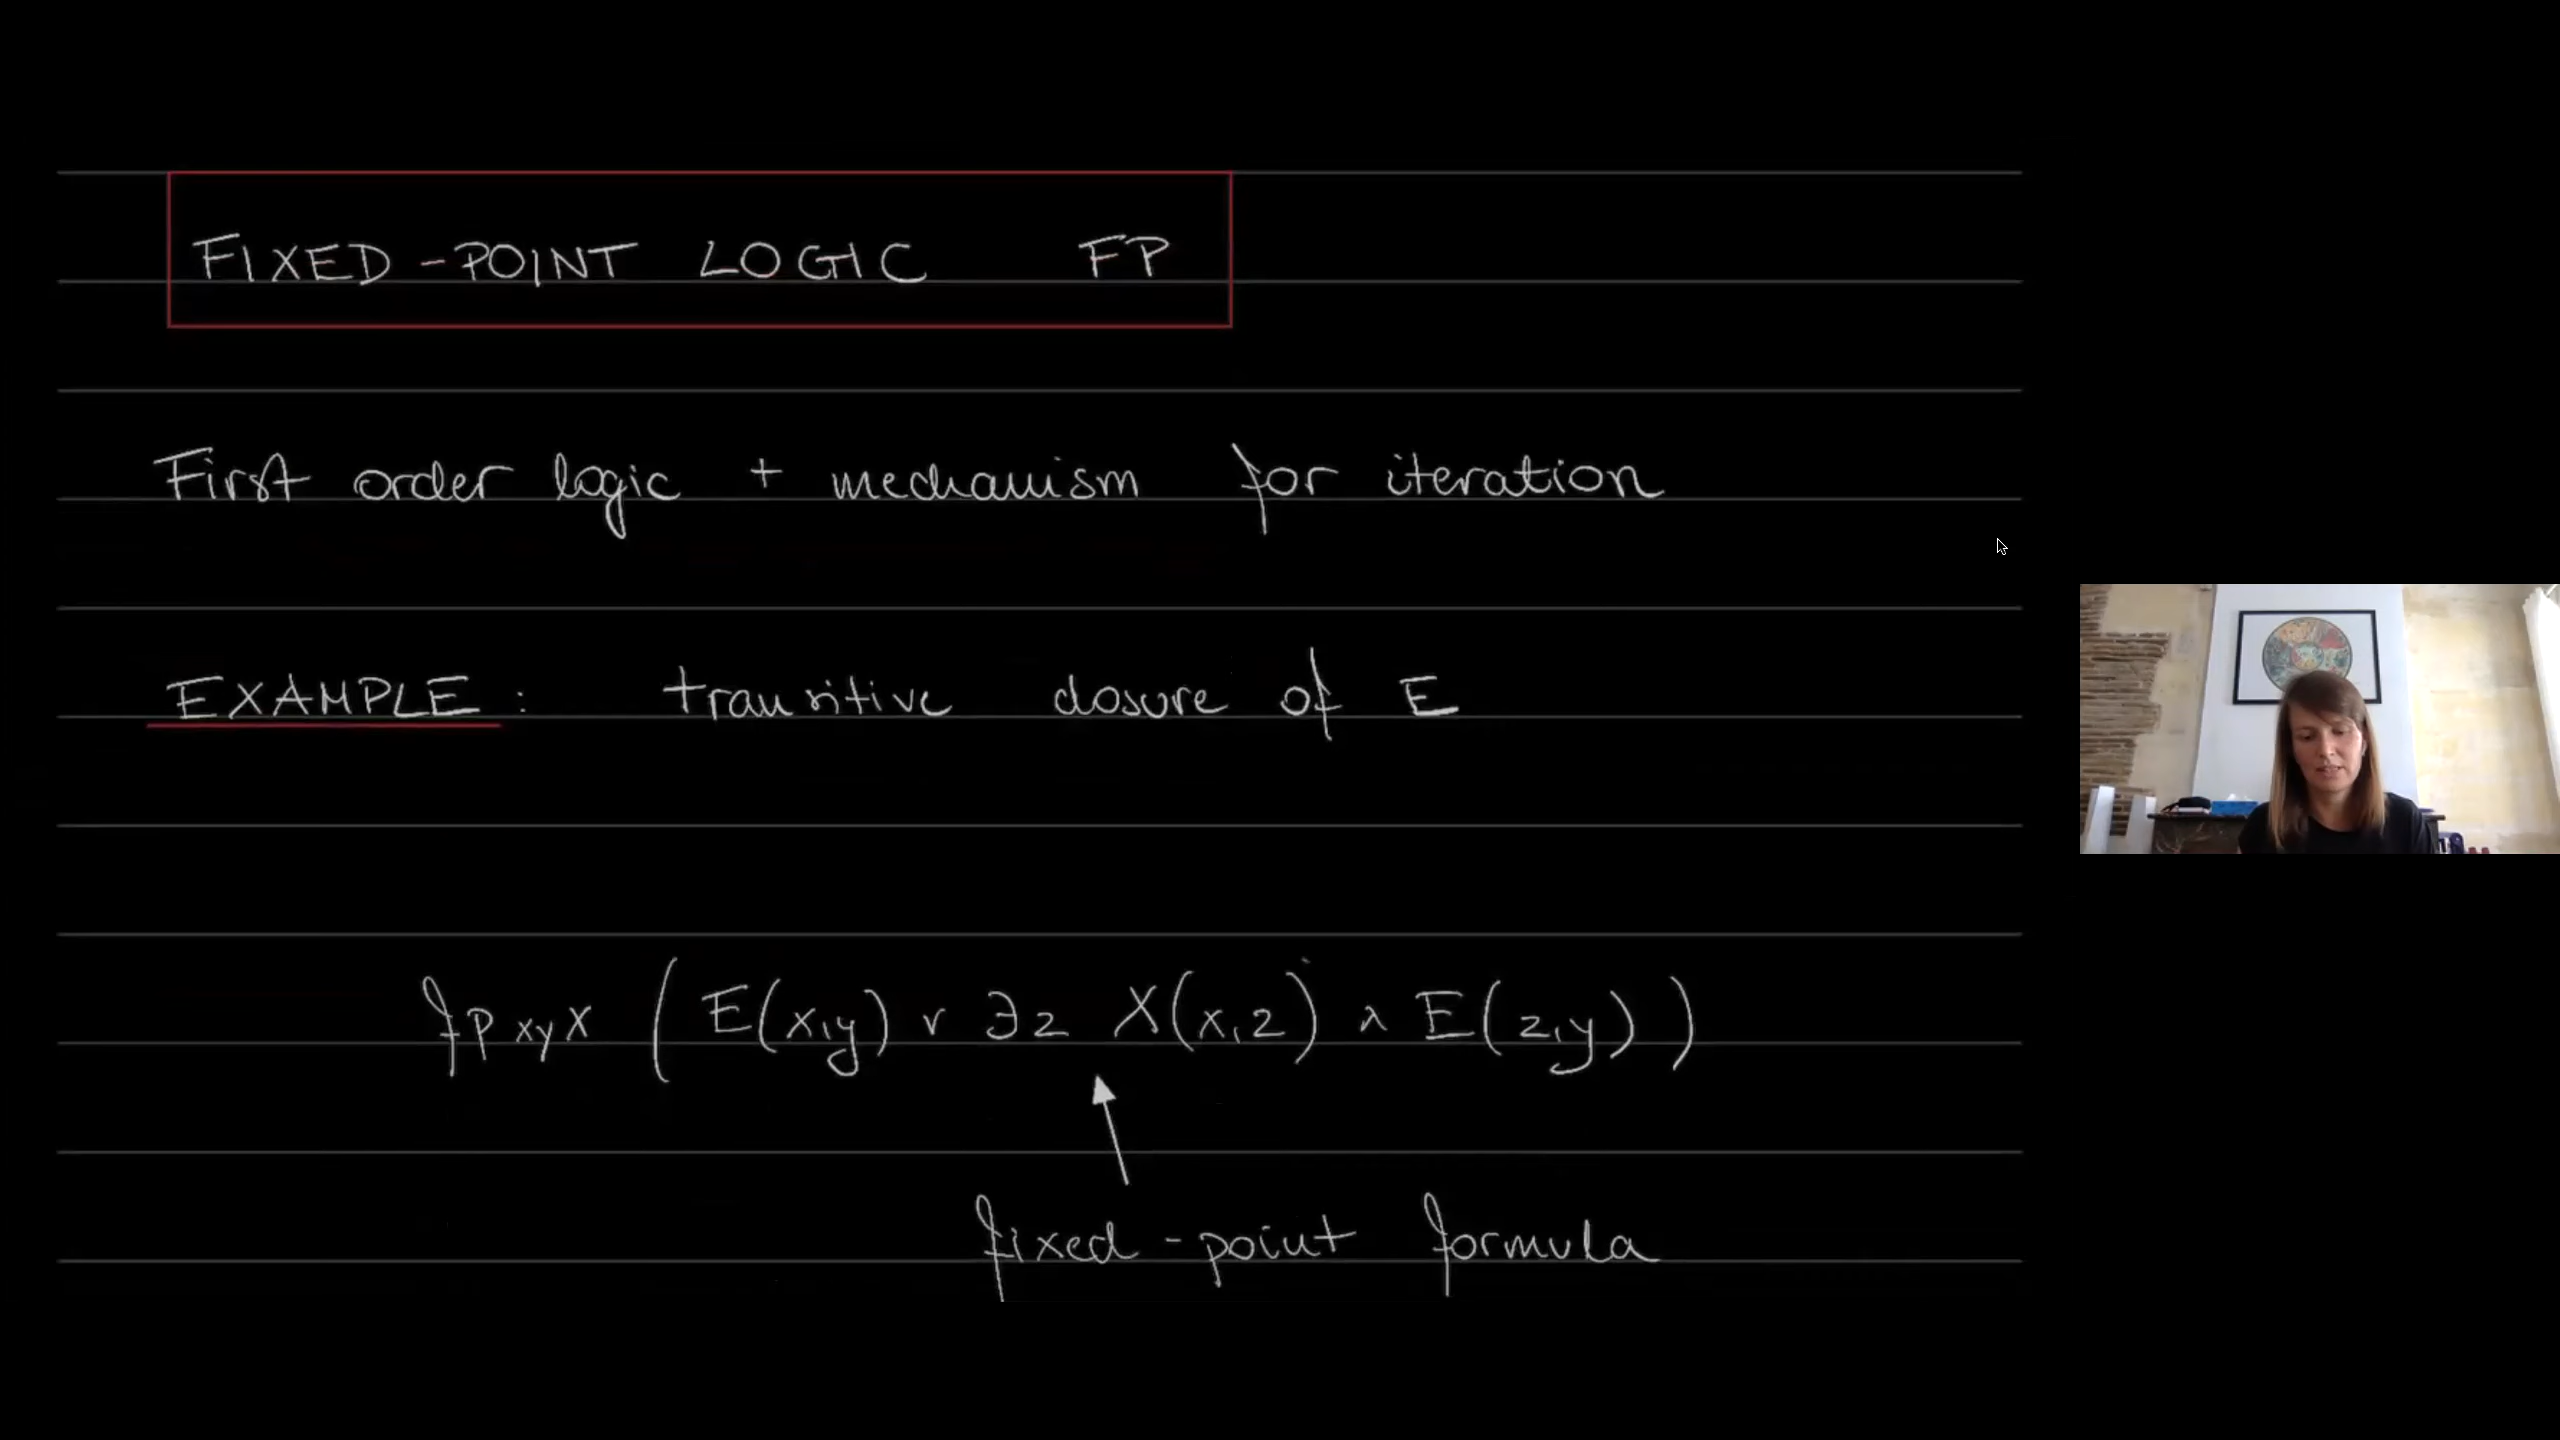 FIXED-POINT LOGIC FP
First order logic + mechanism for iteration
EXAMPLE: transitive closure of E
fp xyX ( E(x,y) ∨ ∃z X(x,z) ∧ E(z,y) )
fixed-point formula